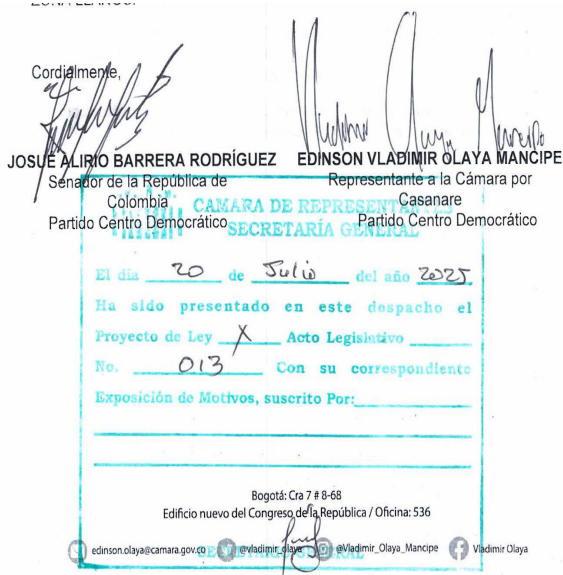 Cordialmente,
JOSUÉ ALIRIO BARRERA RODRÍGUEZ
Senador de la República de
Colombia
Partido Centro Democrático
EDINSON VLADIMIR OLAYA MANCIPE
Representante a la Cámara por
Casanare
Partido Centro Democrático
CAMARA DE REPRESENTANTES
SECRETARÍA GENERAL
El día 20 de Julio del año 2025
Ha sido presentado en este despacho el
Proyecto de Ley X Acto Legislativo
No. 013 Con su correspondiente
Exposición de Motivos, suscrito Por:
Bogotá: Cra 7 # 8-68
Edificio nuevo del Congreso de la República / Oficina: 536
edinson.olaya@camara.gov.co @vladimir_olaya @Vladimir_Olaya_Mancipe Vladimir Olaya